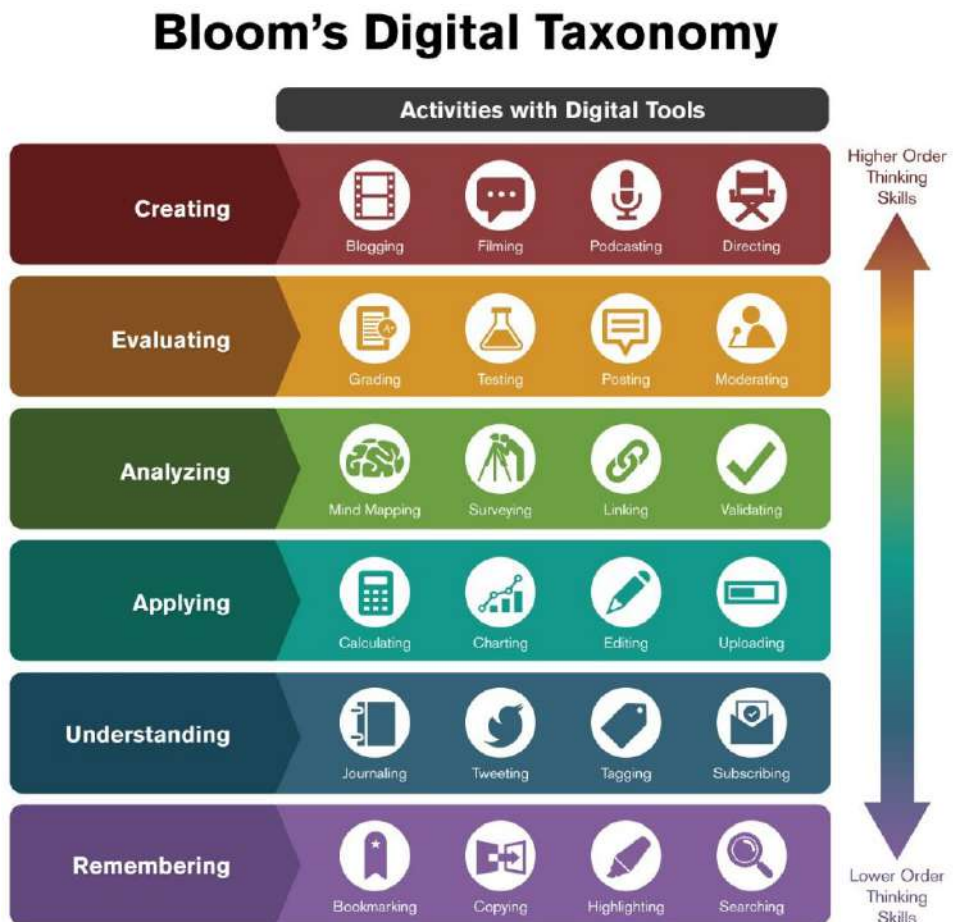 Bloom's Digital Taxonomy
Activities with Digital Tools
Higher Order
Thinking
Skills
Creating
Blogging
Filming
Podcasting
Directing
Evaluating
A+
Grading
Testing
Posting
Moderating
Analyzing
Mind Mapping
Surveying
Linking
Validating
Applying
Calculating
Charting
Editing
Uploading
Understanding
Journaling
Tweeting
Tagging
Subscribing
Remembering
Bookmarking
Copying
Highlighting
Searching
Lower Order
Thinking
Skills